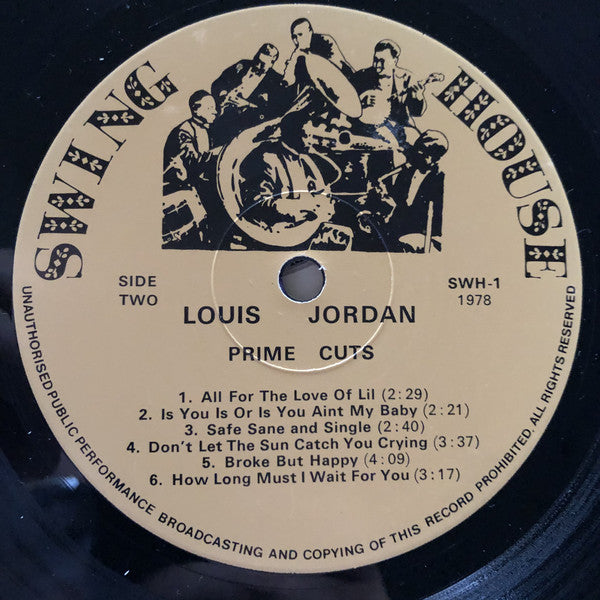 SWING HOUSE
SIDE TWO
SWH-1
1978
LOUIS JORDAN
PRIME CUTS
1. All For The Love Of Lil (2:29)
2. Is You Is Or Is You Aint My Baby (2:21)
3. Safe Sane and Single (2:40)
4. Don't Let The Sun Catch You Crying (3:37)
5. Broke But Happy (4:09)
6. How Long Must I Wait For You (3:17)
UNAUTHORISED PUBLIC PERFORMANCE BROADCASTING AND COPYING OF THIS RECORD PROHIBITED. ALL RIGHTS RESERVED